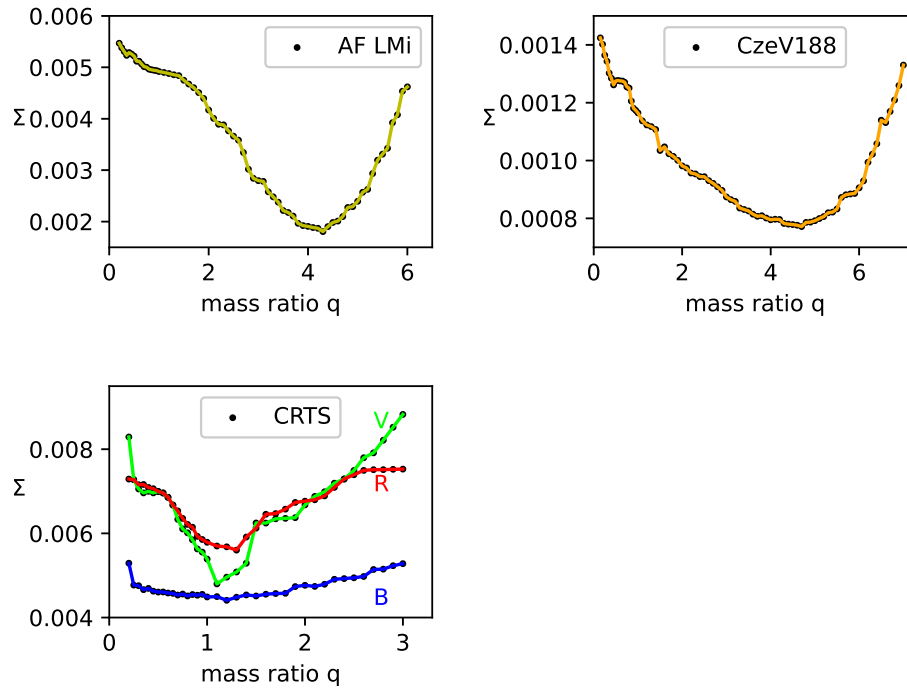 0.006
0.005
0.004
0.003
0.002
Σ
AF LMi
0
2
4
6
mass ratio q
0.0014
0.0012
0.0010
0.0008
Σ
CzeV188
0
2
4
6
mass ratio q
0.008
0.006
0.004
Σ
CRTS
V
R
B
0
1
2
3
mass ratio q